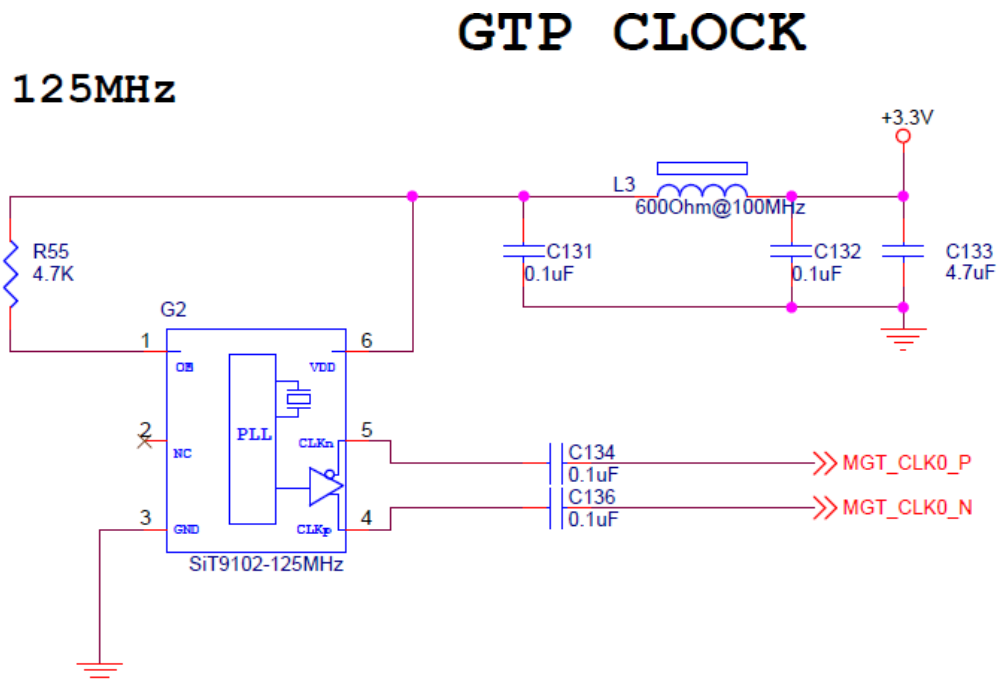 GTP CLOCK
125MHz
+3.3V
L3
600Ohm@100MHz
R55
4.7K
C131
0.1uF
C132
0.1uF
C133
4.7uF
G2
1
OE
6
VDD
2
NC
PLL
5
CLKn
3
GND
4
CLKp
SiT9102-125MHz
C134
0.1uF
MGT_CLK0_P
C136
0.1uF
MGT_CLK0_N